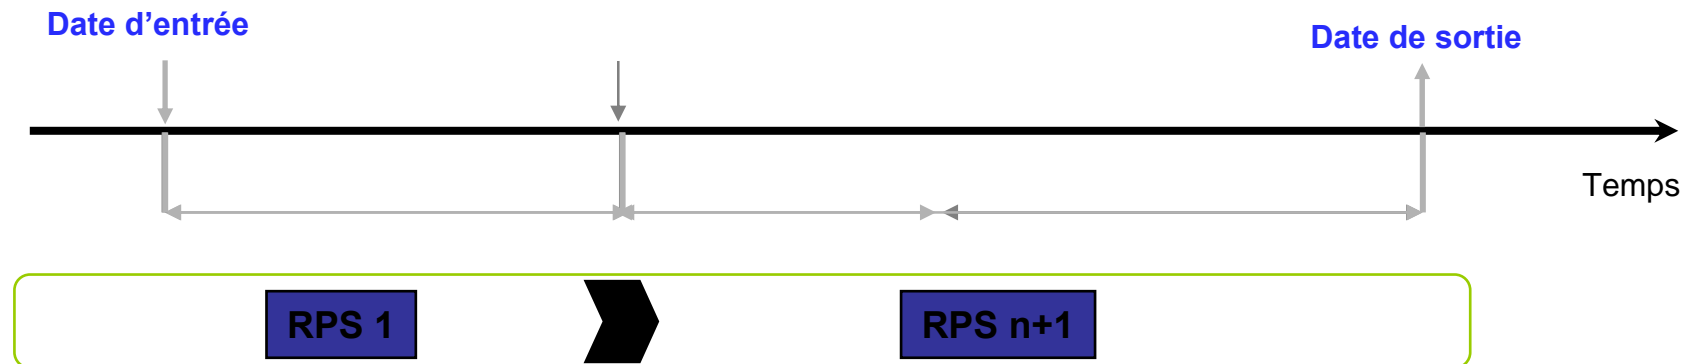 Date d’entrée
Date de sortie
Temps
RPS 1
RPS n+1